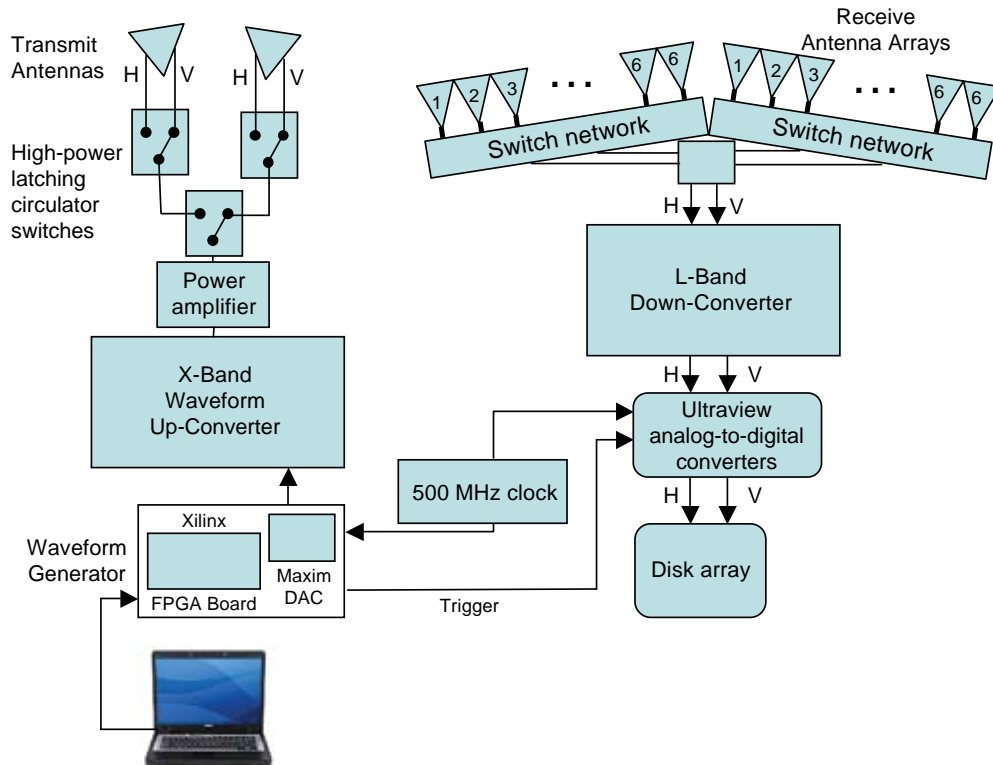 Transmit
Antennas
H
V
H
V
High-power
latching
circulator
switches
Power
amplifier
X-Band
Waveform
Up-Converter
Waveform
Generator
Xilinx
FPGA Board
Maxim
DAC
500 MHz clock
Trigger
Receive
Antenna Arrays
1
2
3
...
6
6
Switch network
1
2
3
...
6
6
Switch network
H
V
L-Band
Down-Converter
H
V
Ultraview
analog-to-digital
converters
H
V
Disk array